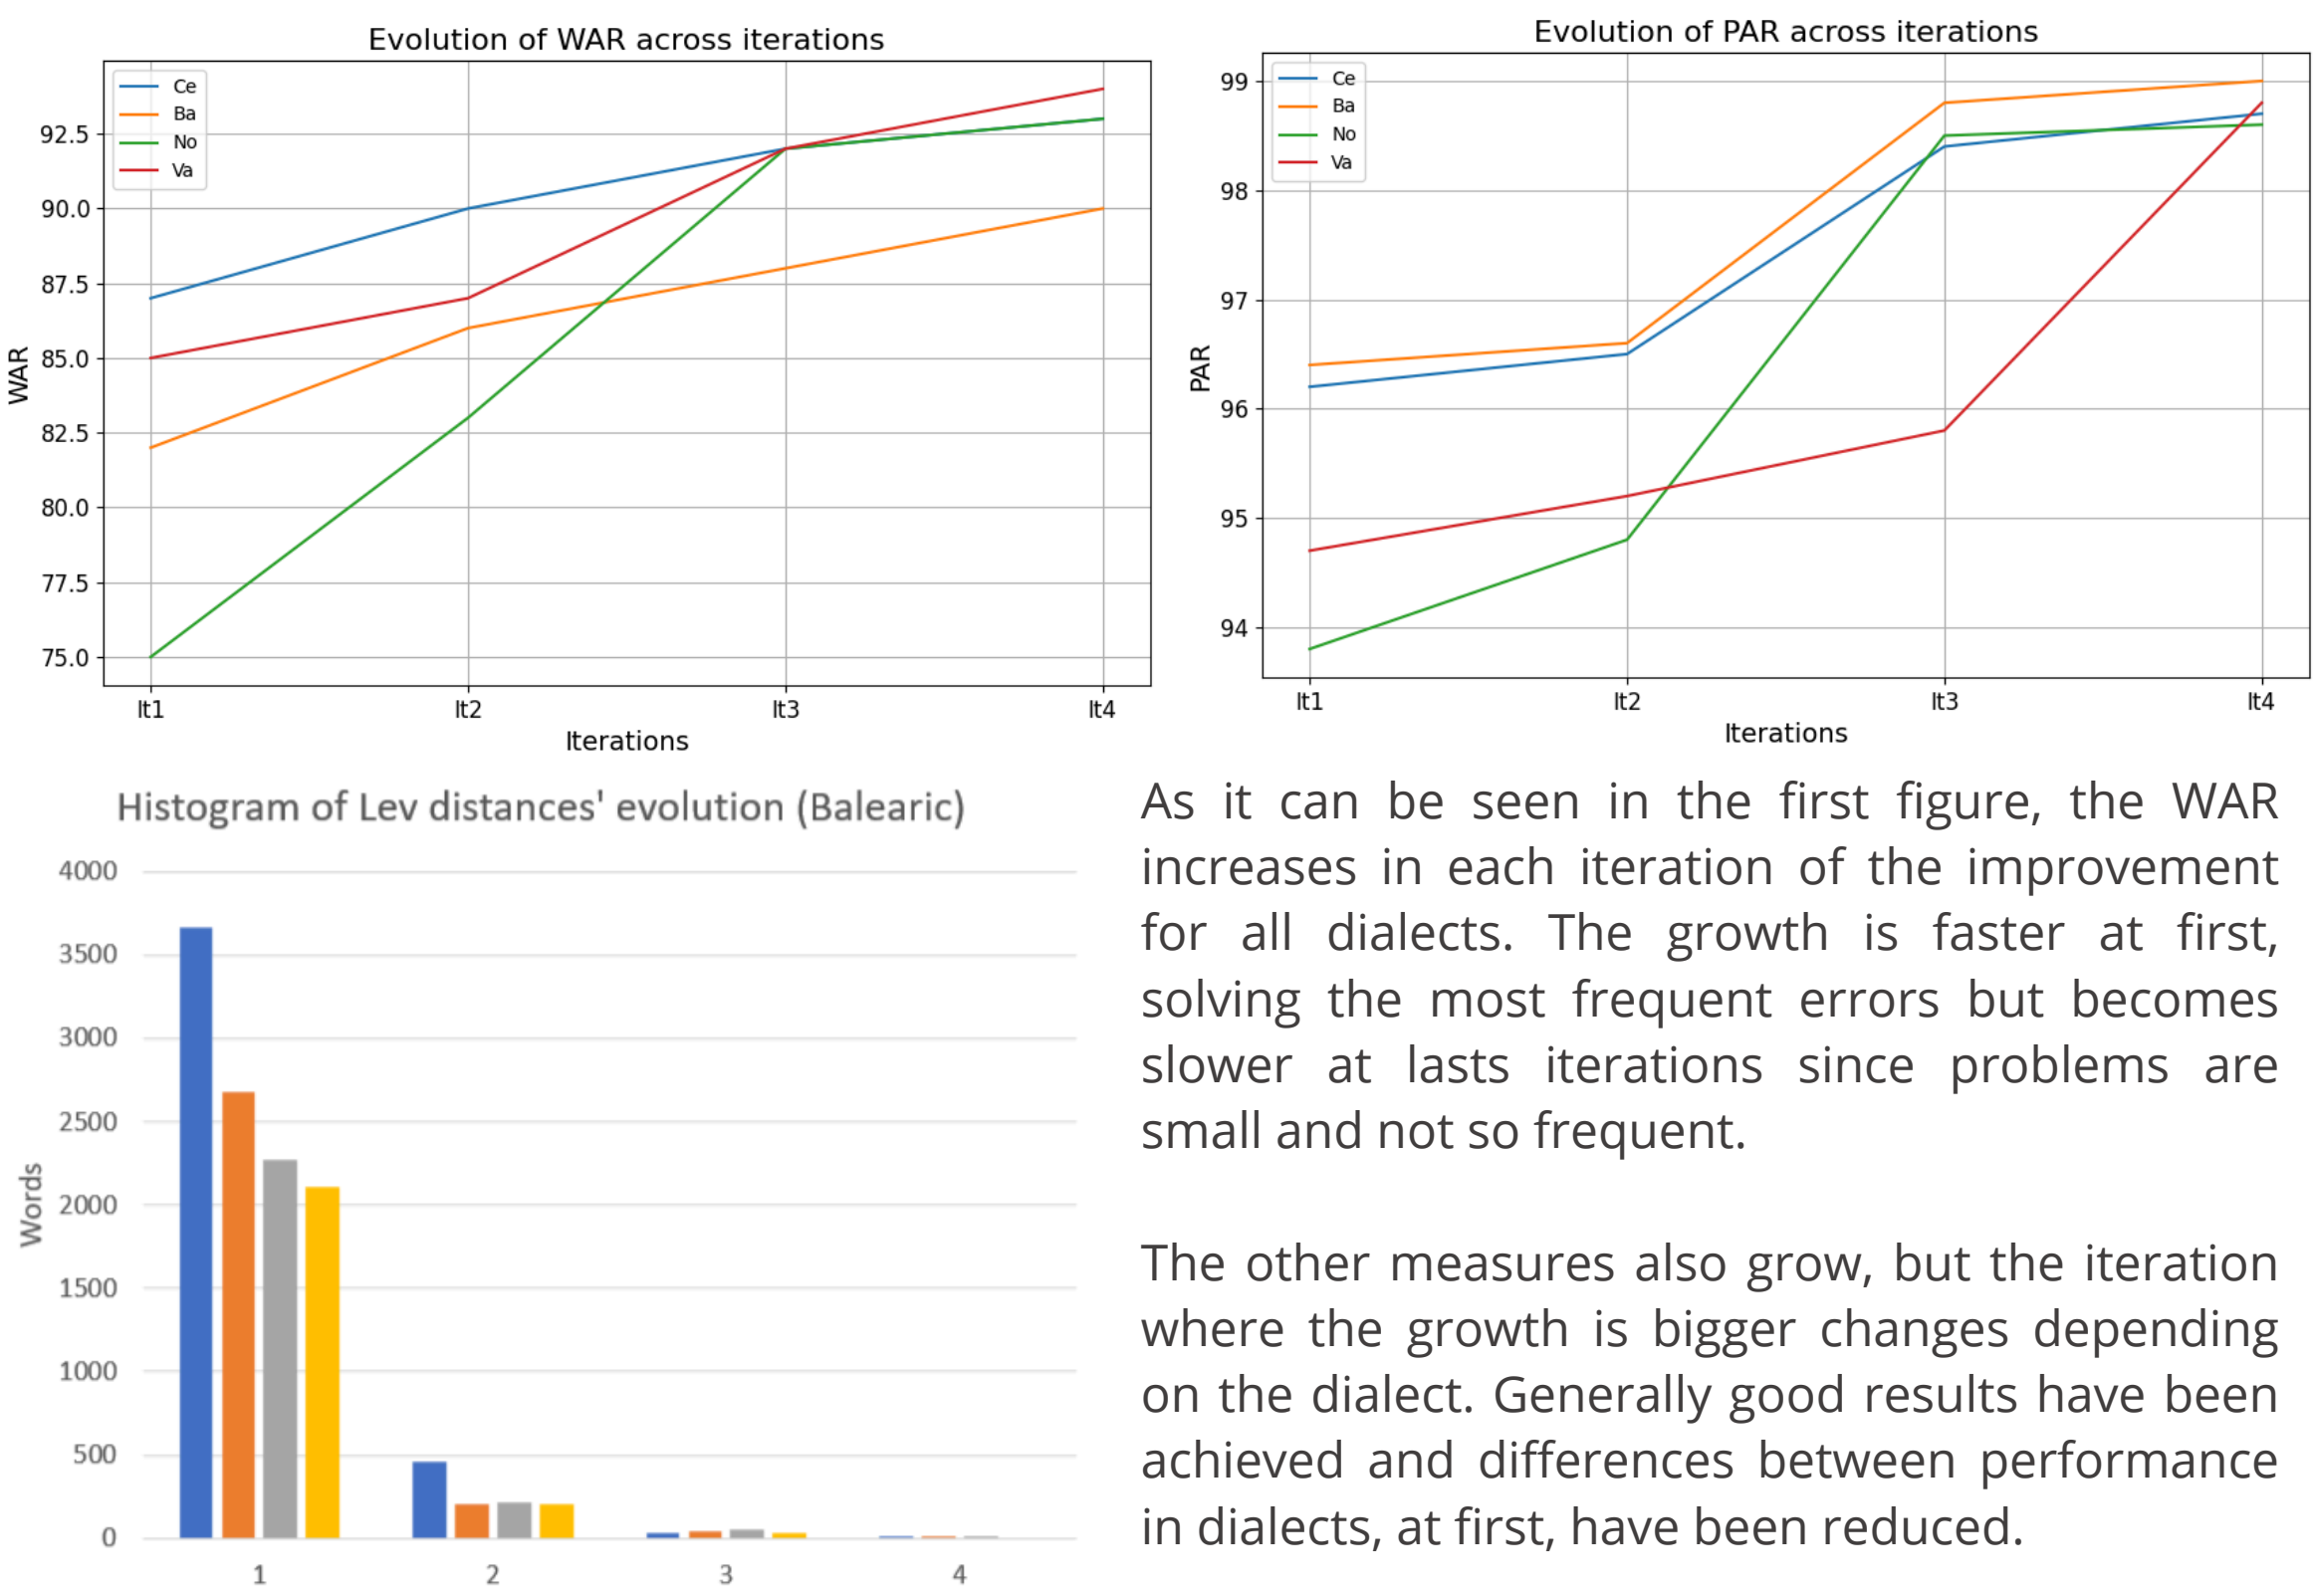 Evolution of WAR across iterations
Ce
Ba
No
Va
92.5
90.0
87.5
85.0
82.5
80.0
77.5
75.0
WAR
It1 It2 It3 It4
Iterations
Evolution of PAR across iterations
Ce
Ba
No
Va
99
98
97
96
95
94
PAR
It1 It2 It3 It4
Iterations
Histogram of Lev distances' evolution (Balearic)
4000
3500
3000
2500
2000
1500
1000
500
0
Words
1 2 3 4
As it can be seen in the first figure, the WAR
increases in each iteration of the improvement
for all dialects. The growth is faster at first,
solving the most frequent errors but becomes
slower at lasts iterations since problems are
small and not so frequent.
The other measures also grow, but the iteration
where the growth is bigger changes depending
on the dialect. Generally good results have been
achieved and differences between performance
in dialects, at first, have been reduced.